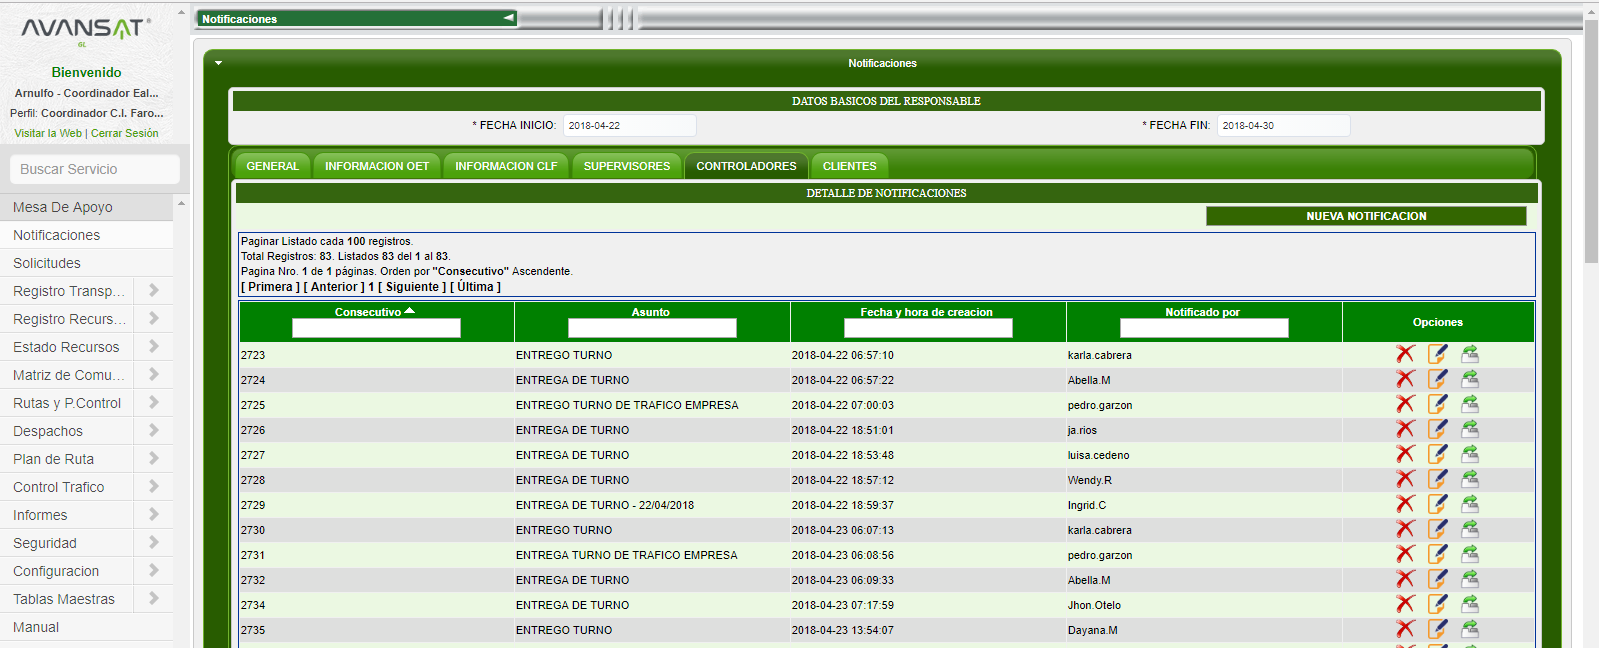 AVANSAT
GL
Bienvenido
Arnulfo - Coordinador Eal...
Perfil: Coordinador C.I. Faro...
Visitar la Web | Cerrar Sesión
Buscar Servicio
Mesa De Apoyo
Notificaciones
Solicitudes
Registro Transp...
Registro Recurs...
Estado Recursos
Matriz de Comu...
Rutas y P.Control
Despachos
Plan de Ruta
Control Trafico
Informes
Seguridad
Configuracion
Tablas Maestras
Manual
Notificaciones
Notificaciones
DATOS BASICOS DEL RESPONSABLE
* FECHA INICIO: 2018-04-22 * FECHA FIN: 2018-04-30
GENERAL INFORMACION OET INFORMACION CLF SUPERVISORES CONTROLADORES CLIENTES
DETALLE DE NOTIFICACIONES
NUEVA NOTIFICACION
Paginar Listado cada 100 registros.
Total Registros: 83. Listados 83 del 1 al 83.
Pagina Nro. 1 de 1 páginas. Orden por "Consecutivo" Ascendente.
[ Primera ] [ Anterior ] 1 [ Siguiente ] [ Última ]
Consecutivo Asunto Fecha y hora de creacion Notificado por Opciones
2723 ENTREGO TURNO 2018-04-22 06:57:10 karla.cabrera
2724 ENTREGA DE TURNO 2018-04-22 06:57:22 Abella.M
2725 ENTREGO TURNO DE TRAFICO EMPRESA 2018-04-22 07:00:03 pedro.garzon
2726 ENTREGA DE TURNO 2018-04-22 18:51:01 ja.rios
2727 ENTREGA DE TURNO 2018-04-22 18:53:48 luisa.cedeno
2728 ENTREGA DE TURNO 2018-04-22 18:57:12 Wendy.R
2729 ENTREGA DE TURNO - 22/04/2018 2018-04-22 18:59:37 Ingrid.C
2730 ENTREGO TURNO 2018-04-23 06:07:13 karla.cabrera
2731 ENTREGA TURNO DE TRAFICO EMPRESA 2018-04-23 06:08:56 pedro.garzon
2732 ENTREGA DE TURNO 2018-04-23 06:09:33 Abella.M
2734 ENTREGA DE TURNO 2018-04-23 07:17:59 Jhon.Otelo
2735 ENTREGO TURNO 2018-04-23 13:54:07 Dayana.M